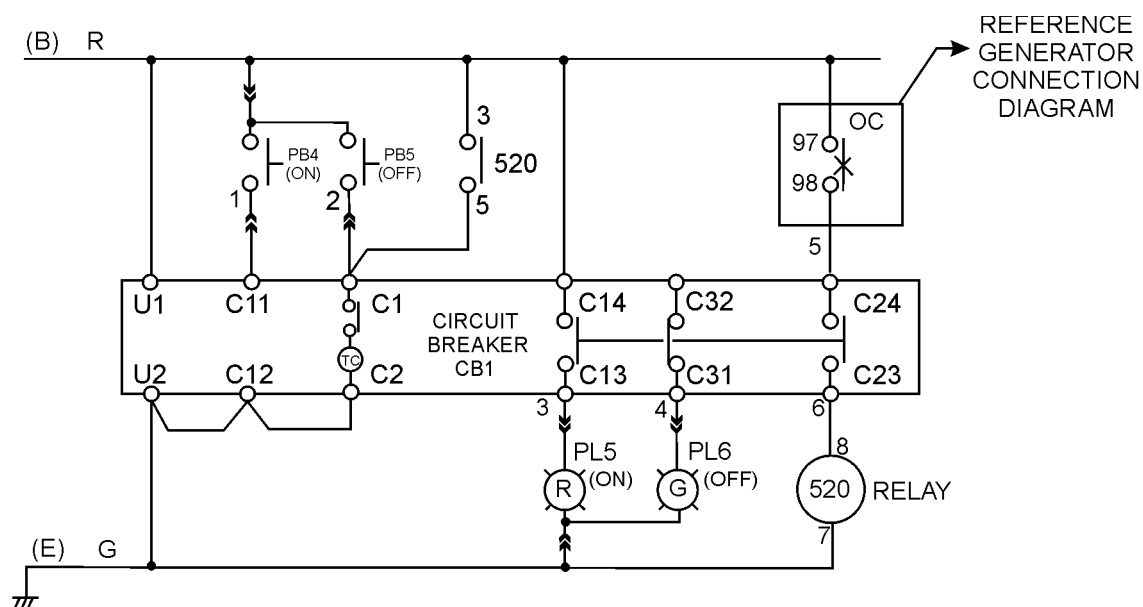 (B) R
REFERENCE
GENERATOR
CONNECTION
DIAGRAM
OC
97
98
5
3
520
5
PB4
(ON)
1
PB5
(OFF)
2
U1
C11
C1
C14
C32
C24
CIRCUIT
BREAKER
CB1
TC
U2
C12
C2
C13
C31
C23
3
4
6
PL5
(ON)
R
PL6
(OFF)
G
8
520
RELAY
7
(E) G